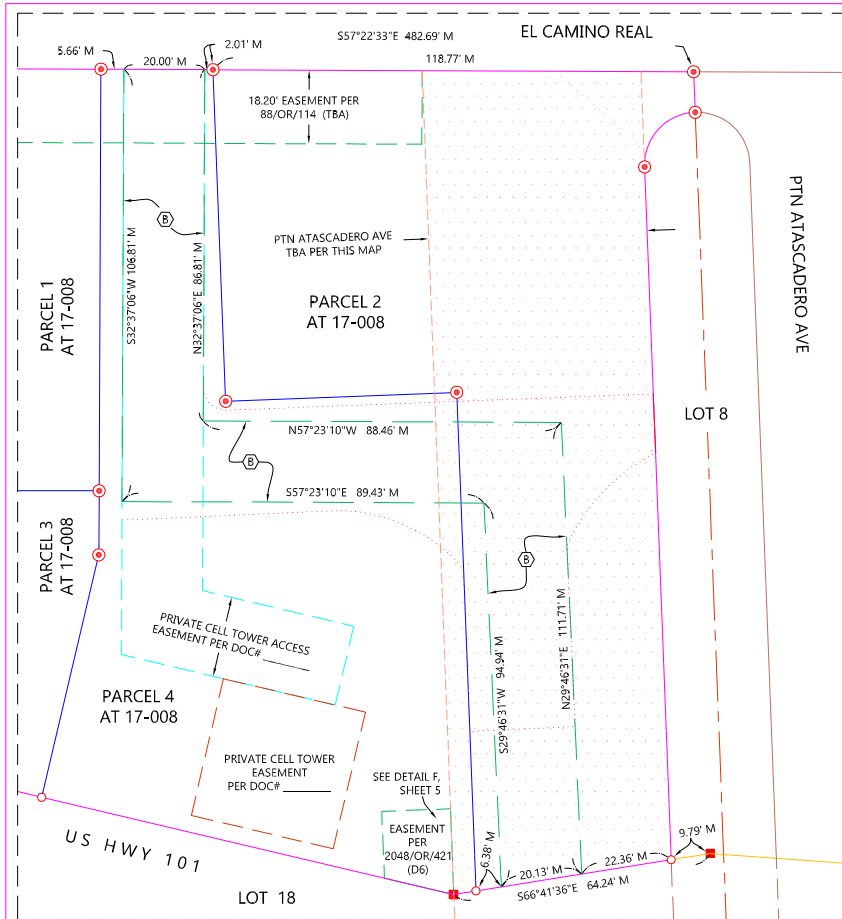 S57°22'33"E 482.69' M
EL CAMINO REAL
5.66' M
20.00' M
2.01' M
118.77' M
18.20' EASEMENT PER
88/OR/114 (TBA)
B
PTN ATASCADERO AVE
TBA PER THIS MAP
PTN ATASCADERO AVE
S32°37'06"W 106.81' M
N32°37'06"E 86.81' M
PARCEL 1
AT 17-008
PARCEL 2
AT 17-008
LOT 8
N57°23'10"W 88.46' M
B
S57°23'10"E 89.43' M
PARCEL 3
AT 17-008
B
PRIVATE CELL TOWER ACCESS
EASEMENT PER DOC# ______
S29°46'31"W 94.94' M
N29°46'31"E 111.71' M
PARCEL 4
AT 17-008
PRIVATE CELL TOWER
EASEMENT
PER DOC# ______
SEE DETAIL F,
SHEET 5
EASEMENT
PER
2048/OR/421
(D6)
6.38' M
20.13' M
22.36' M
9.79' M
S66°41'36"E 64.24' M
US HWY 101
LOT 18